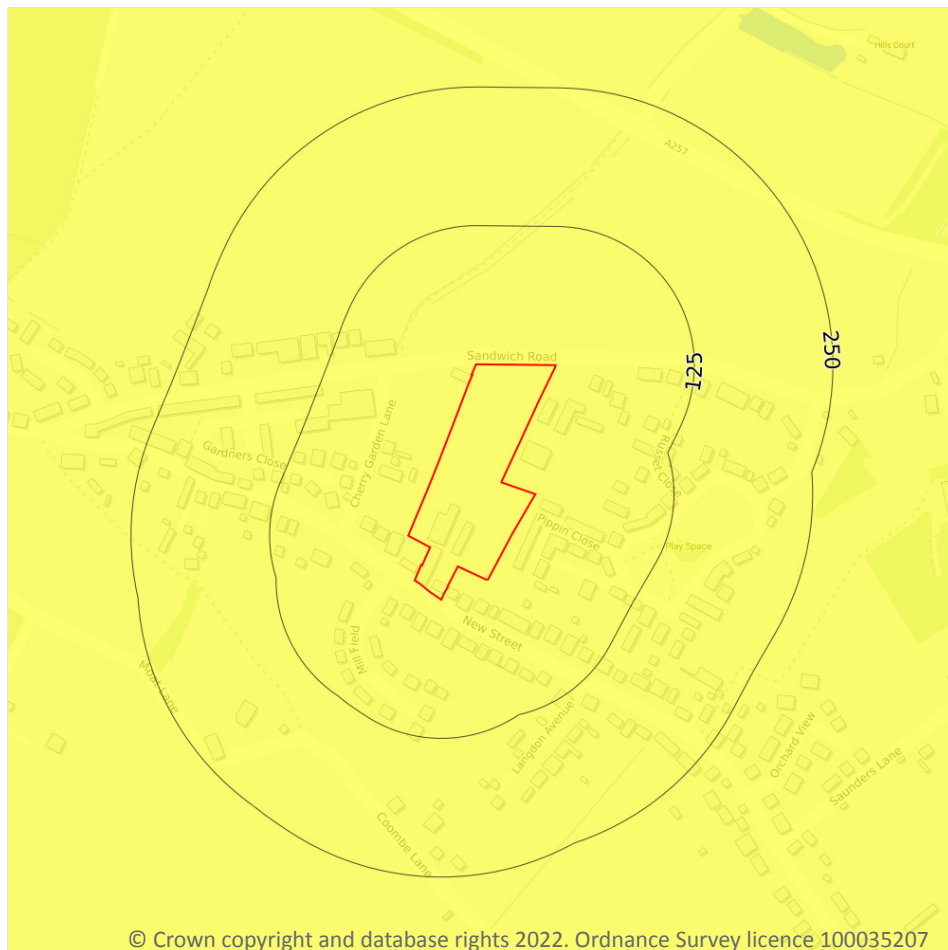 Hills Court
A257
250
Sandwich Road
125
Cherry Garden Lane
Gardners Close
Russet Close
Pippin Close
Play Space
New Street
Mill Field
Moat Lane
Langdon Avenue
Orchard View
Saunders Lane
Coombe Lane
© Crown copyright and database rights 2022. Ordnance Survey licence 100035207